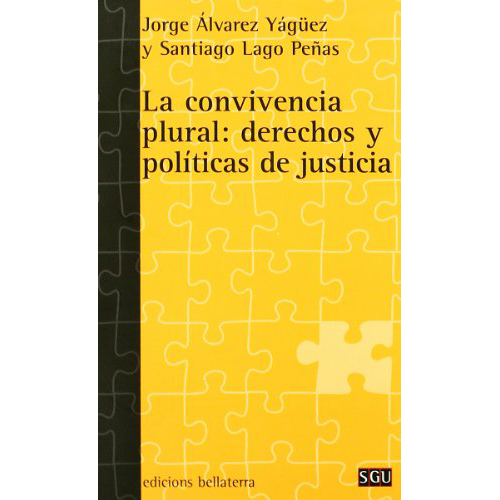 Jorge Álvarez Yágüez
y Santiago Lago Peñas
La convivencia
plural: derechos y
políticas de justicia
edicions bellaterra
SGU